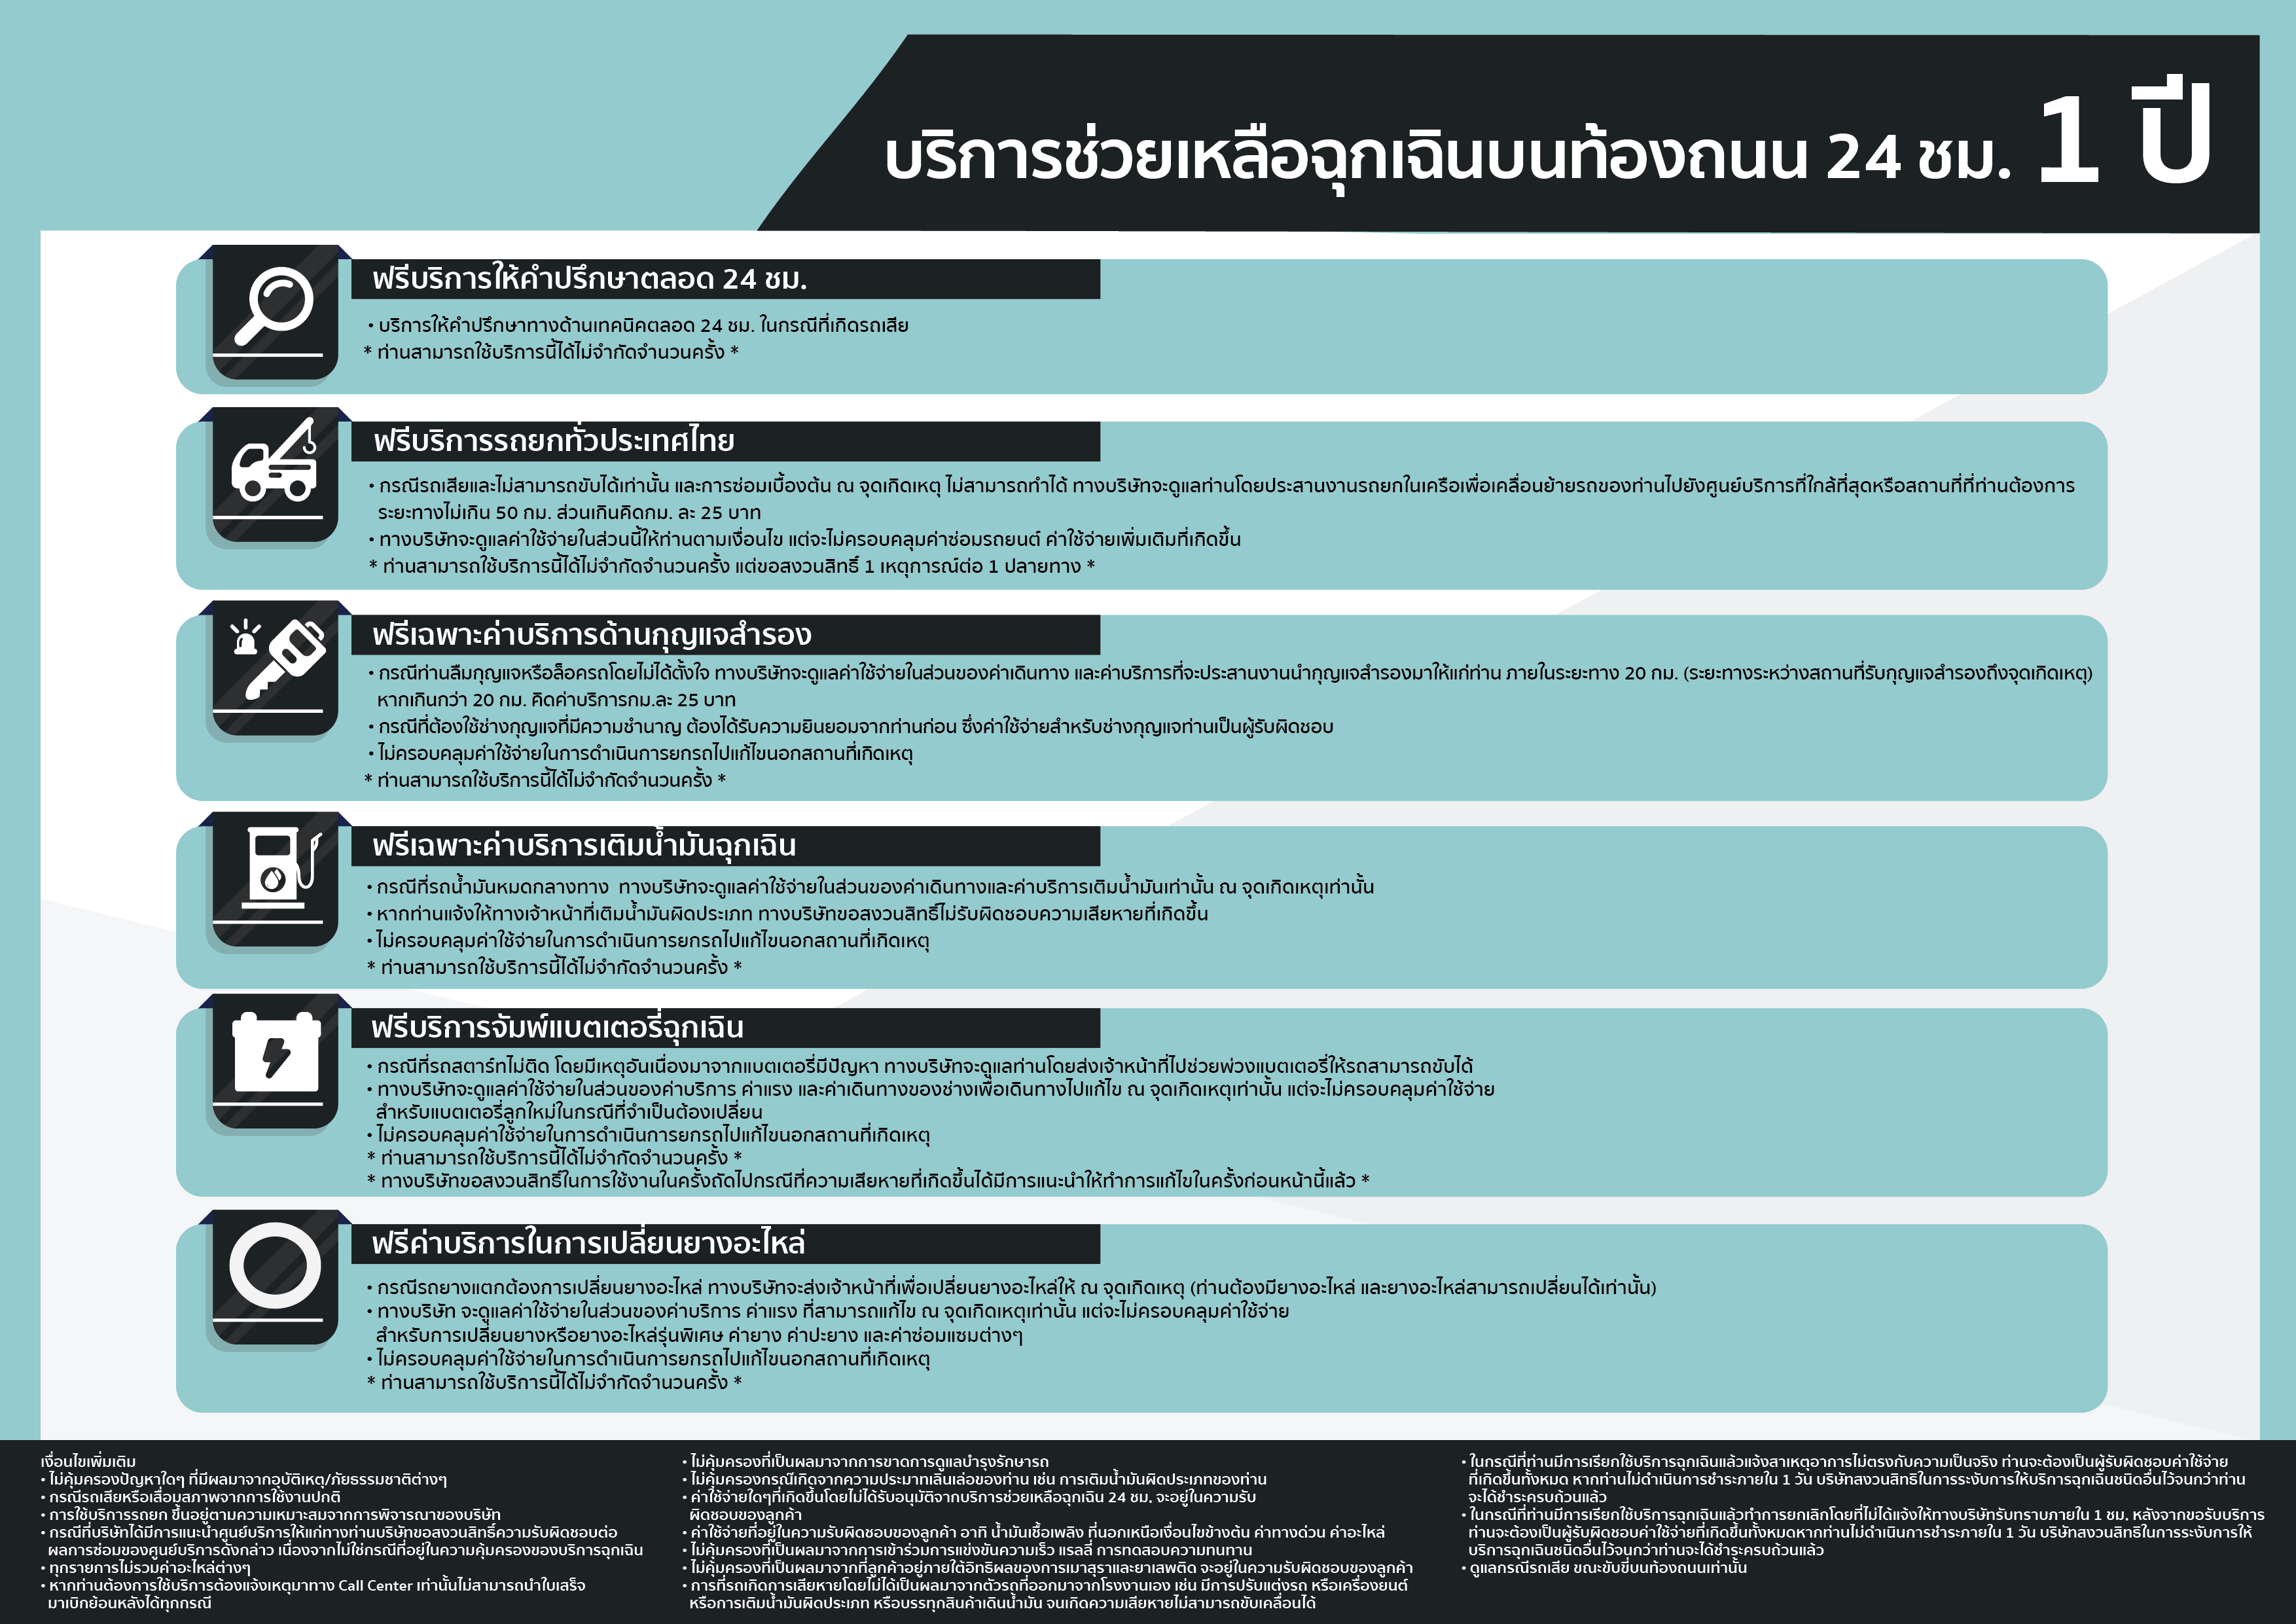 บริการช่วยเหลือฉุกเฉินบนท้องถนน 24 ชม. 1 ปี
ฟรีบริการให้คำปรึกษาตลอด 24 ชม.
• บริการให้คำปรึกษาทางด้านเทคนิคตลอด 24 ชม. ในกรณีที่เกิดรถเสีย
* ท่านสามารถใช้บริการนี้ได้ไม่จำกัดจำนวนครั้ง *
ฟรีบริการรถยกทั่วประเทศไทย
• กรณีรถเสียและไม่สามารถขับได้เท่านั้น และการซ่อมเบื้องต้น ณ จุดเกิดเหตุ ไม่สามารถทำได้ ทางบริษัทจะดูแลท่านโดยประสานงานรถยกในเครือเพื่อเคลื่อนย้ายรถของท่านไปยังศูนย์บริการที่ใกล้ที่สุดหรือสถานที่ที่ท่านต้องการ
ระยะทางไม่เกิน 50 กม. ส่วนเกินคิดกม. ละ 25 บาท
• ทางบริษัทจะดูแลค่าใช้จ่ายในส่วนนี้ให้ท่านตามเงื่อนไข แต่จะไม่ครอบคลุมค่าซ่อมรถยนต์ ค่าใช้จ่ายเพิ่มเติมที่เกิดขึ้น
* ท่านสามารถใช้บริการนี้ได้ไม่จำกัดจำนวนครั้ง แต่ขอสงวนสิทธิ์ 1 เหตุการณ์ต่อ 1 ปลายทาง *
ฟรีเฉพาะค่าบริการด้านกุญแจสำรอง
• กรณีท่านลืมกุญแจหรือล็อครถโดยไม่ได้ตั้งใจ ทางบริษัทจะดูแลค่าใช้จ่ายในส่วนของค่าเดินทาง และค่าบริการที่จะประสานงานนำกุญแจสำรองมาให้แก่ท่าน ภายในระยะทาง 20 กม. (ระยะทางระหว่างสถานที่รับกุญแจสำรองถึงจุดเกิดเหตุ)
หากเกินกว่า 20 กม. คิดค่าบริการกม.ละ 25 บาท
• กรณีที่ต้องใช้ช่างกุญแจที่มีความชำนาญ ต้องได้รับความยินยอมจากท่านก่อน ซึ่งค่าใช้จ่ายสำหรับช่างกุญแจท่านเป็นผู้รับผิดชอบ
• ไม่ครอบคลุมค่าใช้จ่ายในการดำเนินการยกรถไปแก้ไขนอกสถานที่เกิดเหตุ
* ท่านสามารถใช้บริการนี้ได้ไม่จำกัดจำนวนครั้ง *
ฟรีเฉพาะค่าบริการเติมน้ำมันฉุกเฉิน
• กรณีที่รถน้ำมันหมดกลางทาง ทางบริษัทจะดูแลค่าใช้จ่ายในส่วนของค่าเดินทางและค่าบริการเติมน้ำมันเท่านั้น ณ จุดเกิดเหตุเท่านั้น
• หากท่านแจ้งให้ทางเจ้าหน้าที่เติมน้ำมันผิดประเภท ทางบริษัทขอสงวนสิทธิ์ไม่รับผิดชอบความเสียหายที่เกิดขึ้น
• ไม่ครอบคลุมค่าใช้จ่ายในการดำเนินการยกรถไปแก้ไขนอกสถานที่เกิดเหตุ
* ท่านสามารถใช้บริการนี้ได้ไม่จำกัดจำนวนครั้ง *
ฟรีบริการจัมพ์แบตเตอรี่ฉุกเฉิน
• กรณีที่รถสตาร์ทไม่ติด โดยมีเหตุอันเนื่องมาจากแบตเตอรี่มีปัญหา ทางบริษัทจะดูแลท่านโดยส่งเจ้าหน้าที่ไปช่วยพ่วงแบตเตอรี่ให้รถสามารถขับได้
• ทางบริษัทจะดูแลค่าใช้จ่ายในส่วนของค่าบริการ ค่าแรง และค่าเดินทางของช่างเพื่อเดินทางไปแก้ไข ณ จุดเกิดเหตุเท่านั้น แต่จะไม่ครอบคลุมค่าใช้จ่าย
สำหรับแบตเตอรี่ลูกใหม่ในกรณีที่จำเป็นต้องเปลี่ยน
• ไม่ครอบคลุมค่าใช้จ่ายในการดำเนินการยกรถไปแก้ไขนอกสถานที่เกิดเหตุ
* ท่านสามารถใช้บริการนี้ได้ไม่จำกัดจำนวนครั้ง *
* ทางบริษัทขอสงวนสิทธิ์ในการใช้งานในครั้งถัดไปกรณีที่ความเสียหายที่เกิดขึ้นได้มีการแนะนำให้ทำการแก้ไขในครั้งก่อนหน้านี้แล้ว *
ฟรีค่าบริการในการเปลี่ยนยางอะไหล่
• กรณีรถยางแตกต้องการเปลี่ยนยางอะไหล่ ทางบริษัทจะส่งเจ้าหน้าที่เพื่อเปลี่ยนยางอะไหล่ให้ ณ จุดเกิดเหตุ (ท่านต้องมียางอะไหล่ และยางอะไหล่สามารถเปลี่ยนได้เท่านั้น)
• ทางบริษัท จะดูแลค่าใช้จ่ายในส่วนของค่าบริการ ค่าแรง ที่สามารถแก้ไข ณ จุดเกิดเหตุเท่านั้น แต่จะไม่ครอบคลุมค่าใช้จ่าย
สำหรับการเปลี่ยนยางหรือยางอะไหล่รุ่นพิเศษ ค่ายาง ค่าปะยาง และค่าซ่อมแซมต่างๆ
• ไม่ครอบคลุมค่าใช้จ่ายในการดำเนินการยกรถไปแก้ไขนอกสถานที่เกิดเหตุ
* ท่านสามารถใช้บริการนี้ได้ไม่จำกัดจำนวนครั้ง *
เงื่อนไขเพิ่มเติม
• ไม่คุ้มครองปัญหาใดๆ ที่มีผลมาจากอุบัติเหตุ/ภัยธรรมชาติต่างๆ
• กรณีรถเสียหรือเสื่อมสภาพจากการใช้งานปกติ
• การใช้บริการรถยก ขึ้นอยู่ตามความเหมาะสมจากการพิจารณาของบริษัท
• กรณีที่บริษัทได้มีการแนะนำศูนย์บริการให้แก่ทางท่านบริษัทขอสงวนสิทธิ์ความรับผิดชอบต่อ
ผลการซ่อมของศูนย์บริการดังกล่าว เนื่องจากไม่ใช่กรณีที่อยู่ในความคุ้มครองของบริการฉุกเฉิน
• ทุกรายการไม่รวมค่าอะไหล่ต่างๆ
• หากท่านต้องการใช้บริการต้องแจ้งเหตุมาทาง Call Center เท่านั้นไม่สามารถนำใบเสร็จ
มาเบิกย้อนหลังได้ทุกกรณี
• ไม่คุ้มครองที่เป็นผลมาจากการขาดการดูแลบำรุงรักษารถ
• ไม่คุ้มครองกรณีเกิดจากความประมาทเลินเล่อของท่าน เช่น การเติมน้ำมันผิดประเภทของท่าน
• ค่าใช้จ่ายใดๆที่เกิดขึ้นโดยไม่ได้รับอนุมัติจากบริการช่วยเหลือฉุกเฉิน 24 ชม. จะอยู่ในความรับ
ผิดชอบของลูกค้า
• ค่าใช้จ่ายที่อยู่ในความรับผิดชอบของลูกค้า อาทิ น้ำมันเชื้อเพลิง ที่นอกเหนือเงื่อนไขข้างต้น ค่าทางด่วน ค่าอะไหล่
• ไม่คุ้มครองที่เป็นผลมาจากการเข้าร่วมการแข่งขันความเร็ว แรลลี่ การทดสอบความทนทาน
• ไม่คุ้มครองที่เป็นผลมาจากที่ลูกค้าอยู่ภายใต้อิทธิผลของการเมาสุราและยาเสพติด จะอยู่ในความรับผิดชอบของลูกค้า
• การที่รถเกิดการเสียหายโดยไม่ได้เป็นผลมาจากตัวรถที่ออกมาจากโรงงานเอง เช่น มีการปรับแต่งรถ หรือเครื่องยนต์
หรือการเติมน้ำมันผิดประเภท หรือบรรทุกสินค้าเดินน้ำมัน จนเกิดความเสียหายไม่สามารถขับเคลื่อนได้
• ในกรณีที่ท่านมีการเรียกใช้บริการฉุกเฉินแล้วแจ้งสาเหตุอาการไม่ตรงกับความเป็นจริง ท่านจะต้องเป็นผู้รับผิดชอบค่าใช้จ่าย
ที่เกิดขึ้นทั้งหมด หากท่านไม่ดำเนินการชำระภายใน 1 วัน บริษัทสงวนสิทธิในการระงับการให้บริการฉุกเฉินชนิดอื่นไว้จนกว่าท่าน
จะได้ชำระครบถ้วนแล้ว
• ในกรณีที่ท่านมีการเรียกใช้บริการฉุกเฉินแล้วทำการยกเลิกโดยที่ไม่ได้แจ้งให้ทางบริษัทรับทราบภายใน 1 ชม. หลังจากขอรับบริการ
ท่านจะต้องเป็นผู้รับผิดชอบค่าใช้จ่ายที่เกิดขึ้นทั้งหมดหากท่านไม่ดำเนินการชำระภายใน 1 วัน บริษัทสงวนสิทธิในการระงับการให้
บริการฉุกเฉินชนิดอื่นไว้จนกว่าท่านจะได้ชำระครบถ้วนแล้ว
• ดูแลกรณีรถเสีย ขณะขับขี่บนท้องถนนเท่านั้น